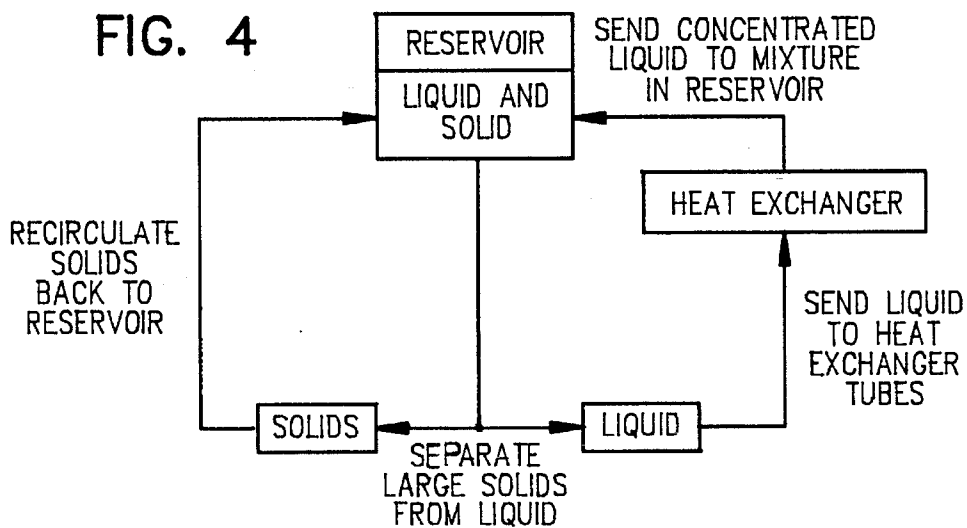 FIG. 4
RESERVOIR
LIQUID AND
SOLID
SEND CONCENTRATED
LIQUID TO MIXTURE
IN RESERVOIR
HEAT EXCHANGER
RECIRCULATE
SOLIDS
BACK TO
RESERVOIR
SEND LIQUID
TO HEAT
EXCHANGER
TUBES
SOLIDS
LIQUID
SEPARATE
LARGE SOLIDS
FROM LIQUID